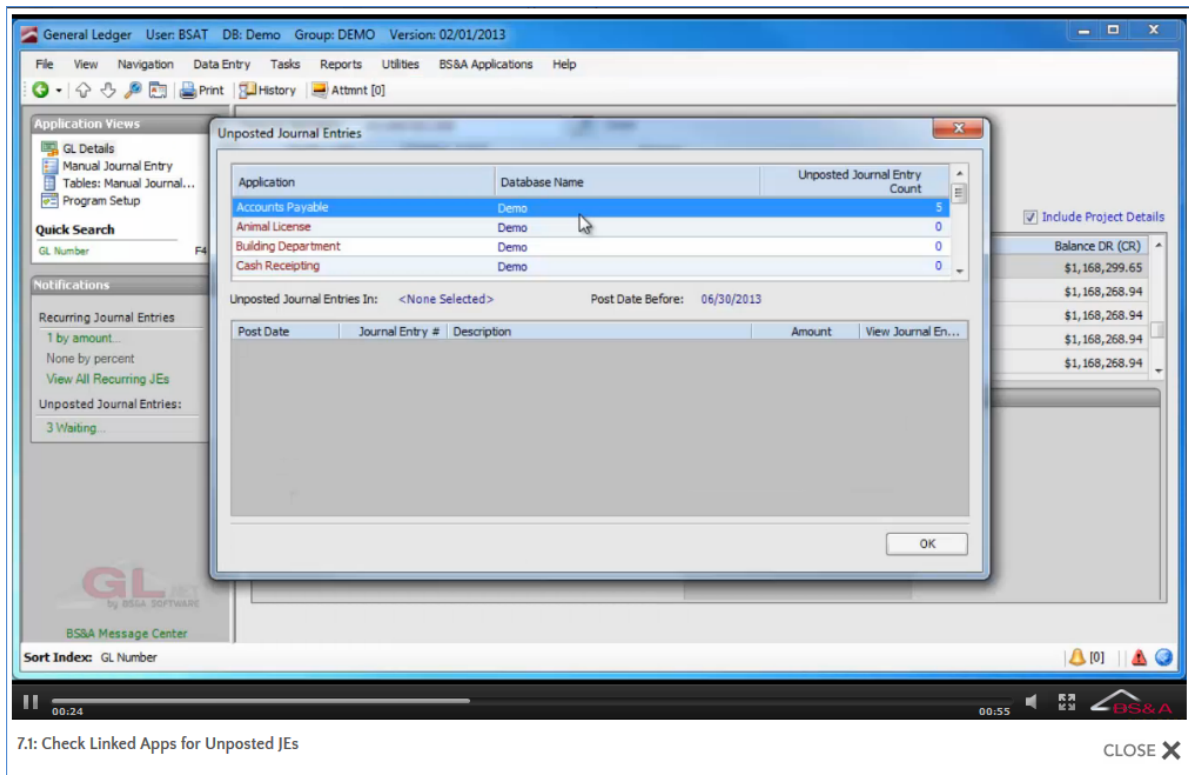 General Ledger User: BSAT DB: Demo Group: DEMO Version: 02/01/2013
File View Navigation Data Entry Tasks Reports Utilities BS&A Applications Help
Print History Attmnt [0]
Application Views
GL Details
Manual Journal Entry
Tables: Manual Journal...
Program Setup
Quick Search
GL Number F4
Notifications
Recurring Journal Entries
1 by amount...
None by percent
View All Recurring JEs
Unposted Journal Entries:
3 Waiting...
GL.NET
by BS&A SOFTWARE
BS&A Message Center
Unposted Journal Entries
Application Database Name Unposted Journal Entry
Count
Accounts Payable Demo 5
Animal License Demo 0
Building Department Demo 0
Cash Receipting Demo 0
Unposted Journal Entries In: <None Selected> Post Date Before: 06/30/2013
Post Date Journal Entry # Description Amount View Journal En...
OK
Include Project Details
Balance DR (CR)
$1,168,299.65
$1,168,268.94
$1,168,268.94
$1,168,268.94
$1,168,268.94
Sort Index: GL Number [0]
00:24 00:55
BS&A
7.1: Check Linked Apps for Unposted JEs
CLOSE